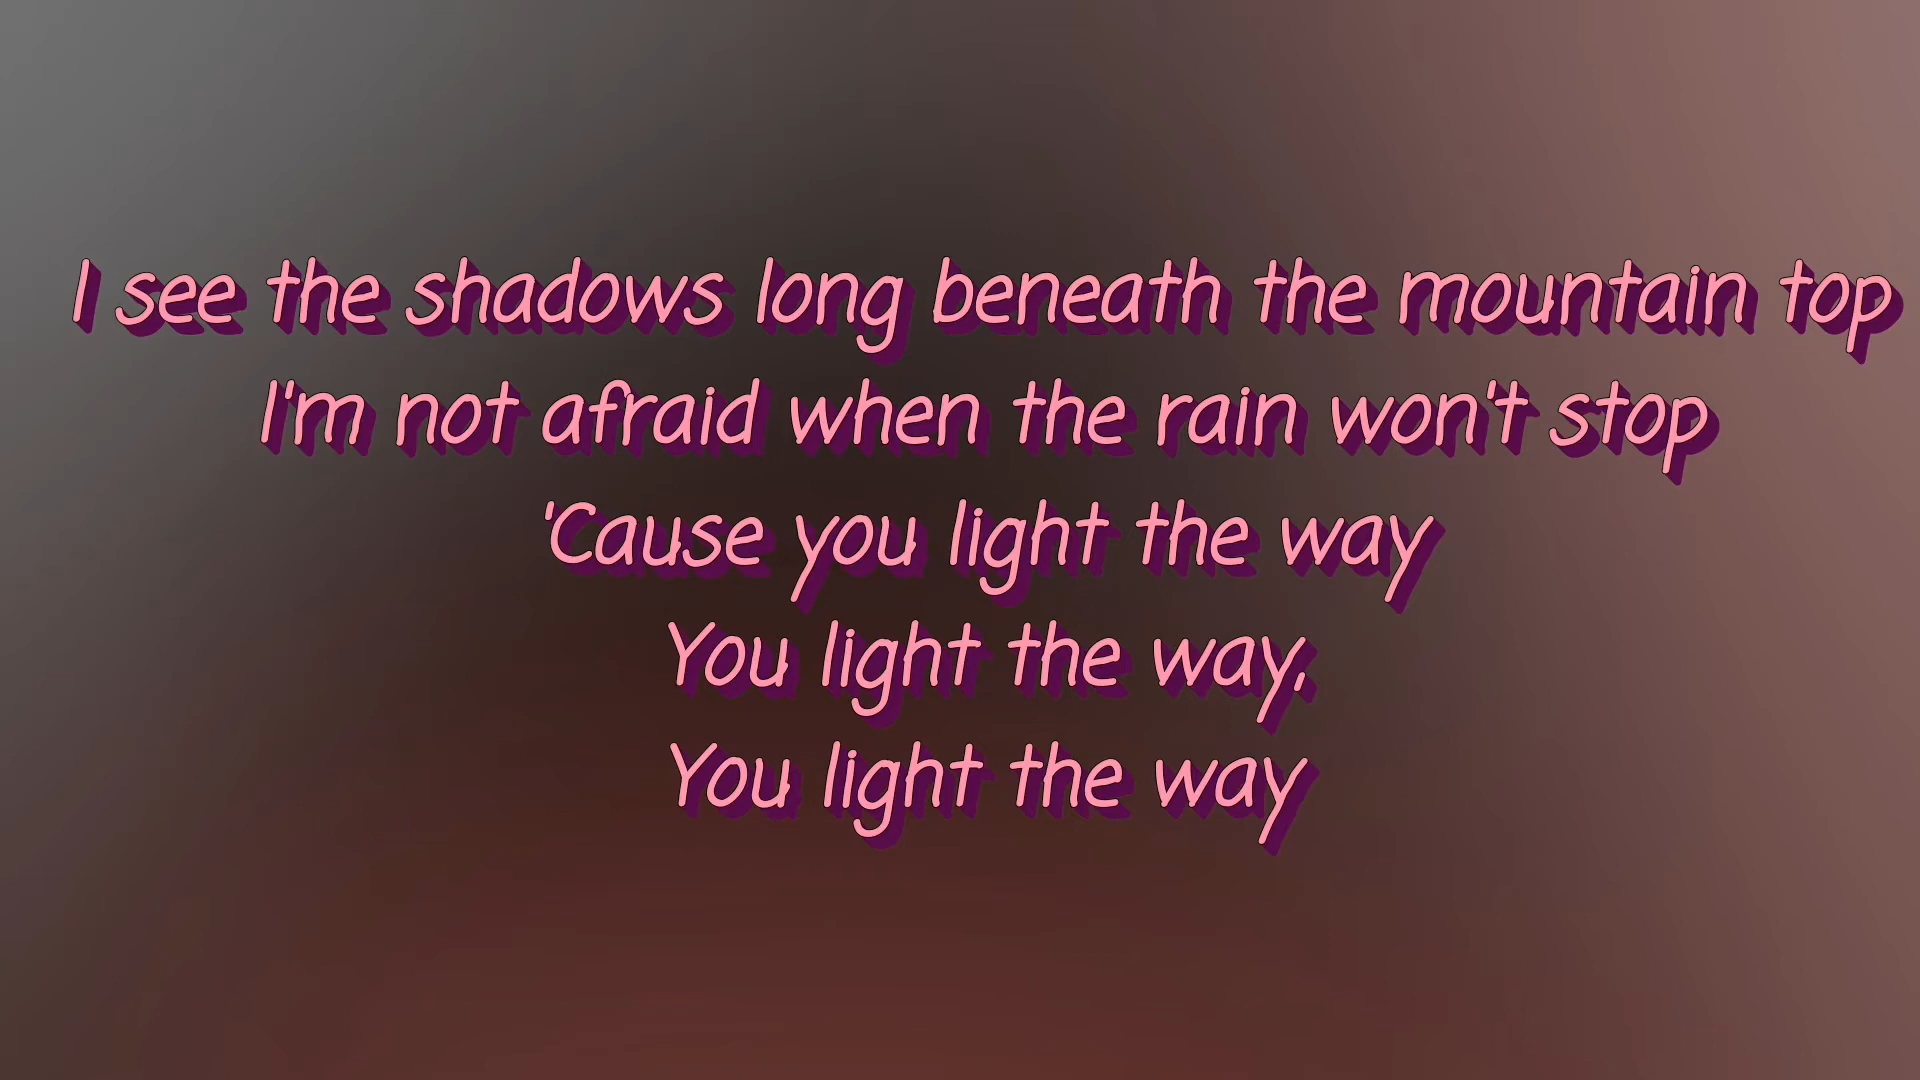 I see the shadows long beneath the mountain top
I'm not afraid when the rain won't stop
'Cause you light the way
You light the way,
You light the way